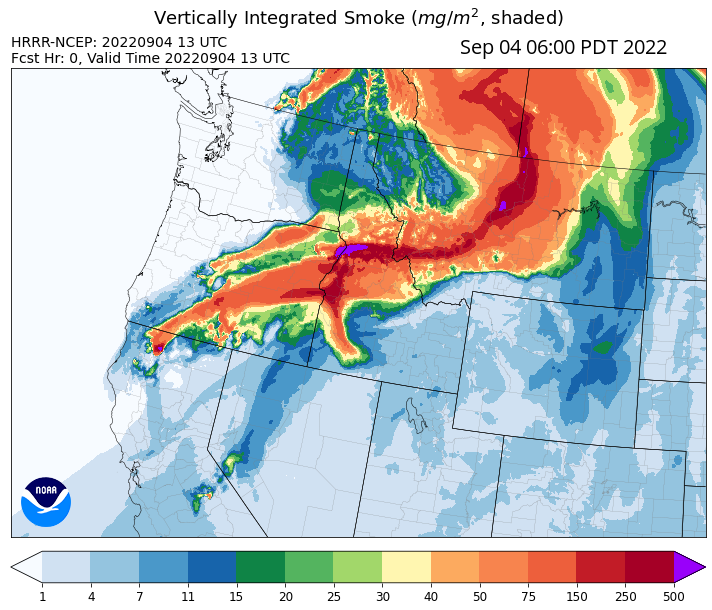 Vertically Integrated Smoke (mg/m², shaded)
HRRR-NCEP: 20220904 13 UTC
Fcst Hr: 0, Valid Time 20220904 13 UTC
Sep 04 06:00 PDT 2022
NOAA
1 4 7 11 15 20 25 30 40 50 75 150 250 500